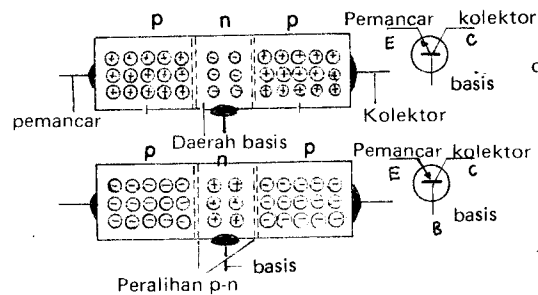 p n p
Pemancar kolektor
E C
basis
pemancar
Daerah basis
Kolektor
p n p
Pemancar kolektor
E C
basis
B
basis
Peralihan p-n